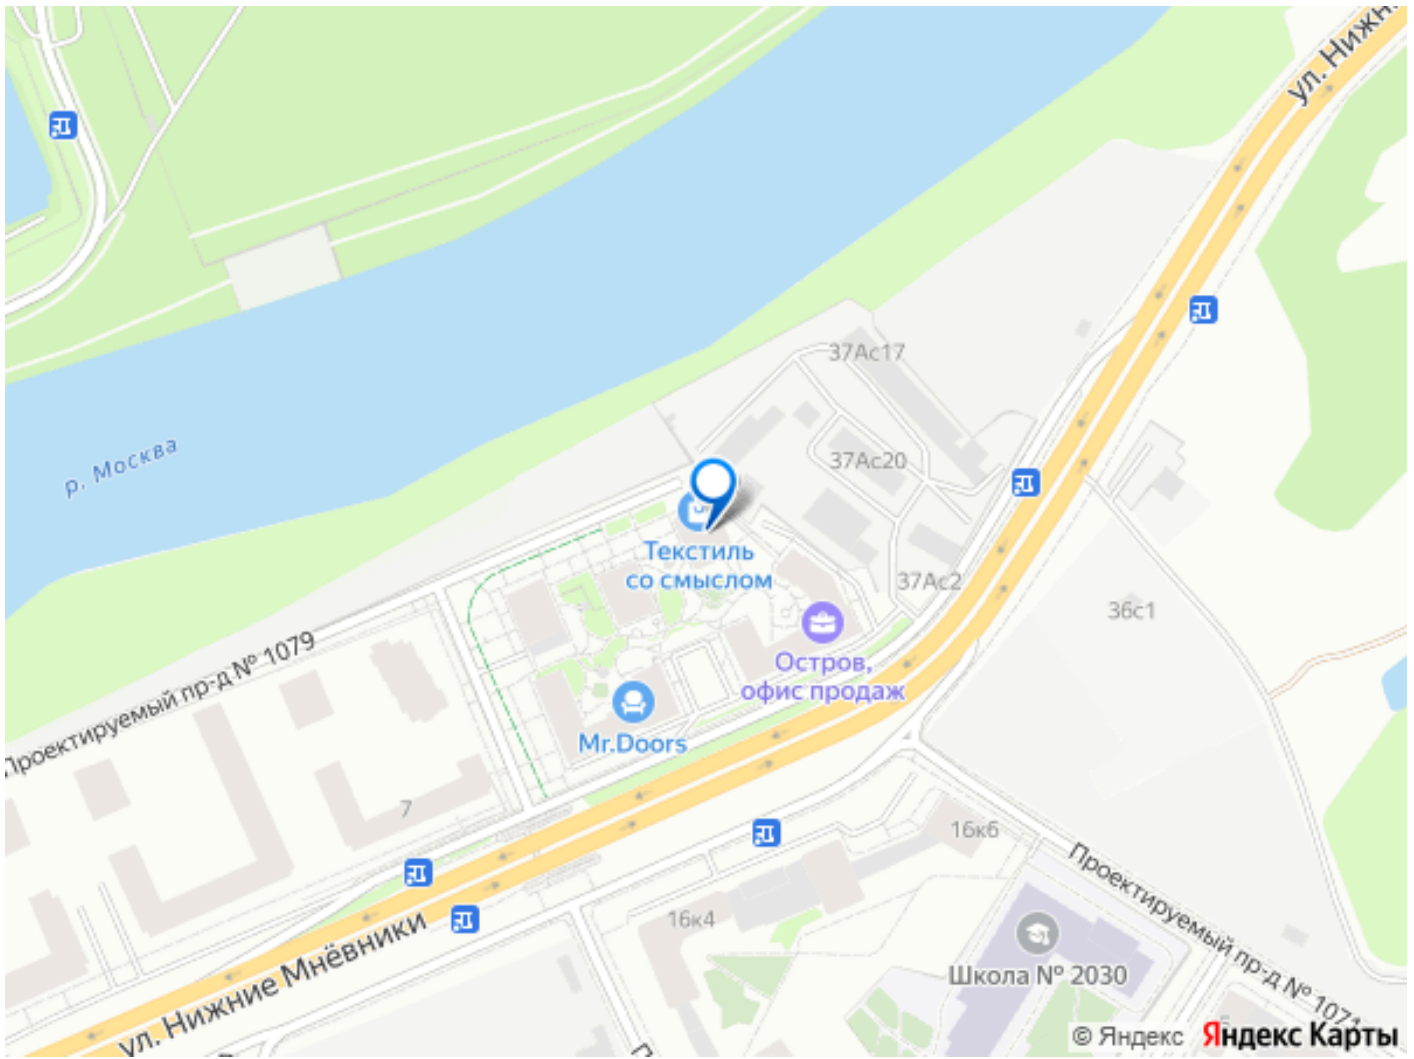 ул. Нижн
37Ас17
р. Москва
37Ас20
Текстиль
со смыслом
37Ас2
36с1
Проектируемый пр-д № 1079
Остров,
офис продаж
Mr.Doors
7
16к6
Проектируемый пр-д № 1071
16к4
ул. Нижние Мнёвники
Школа № 2030
© Яндекс Яндекс Карты